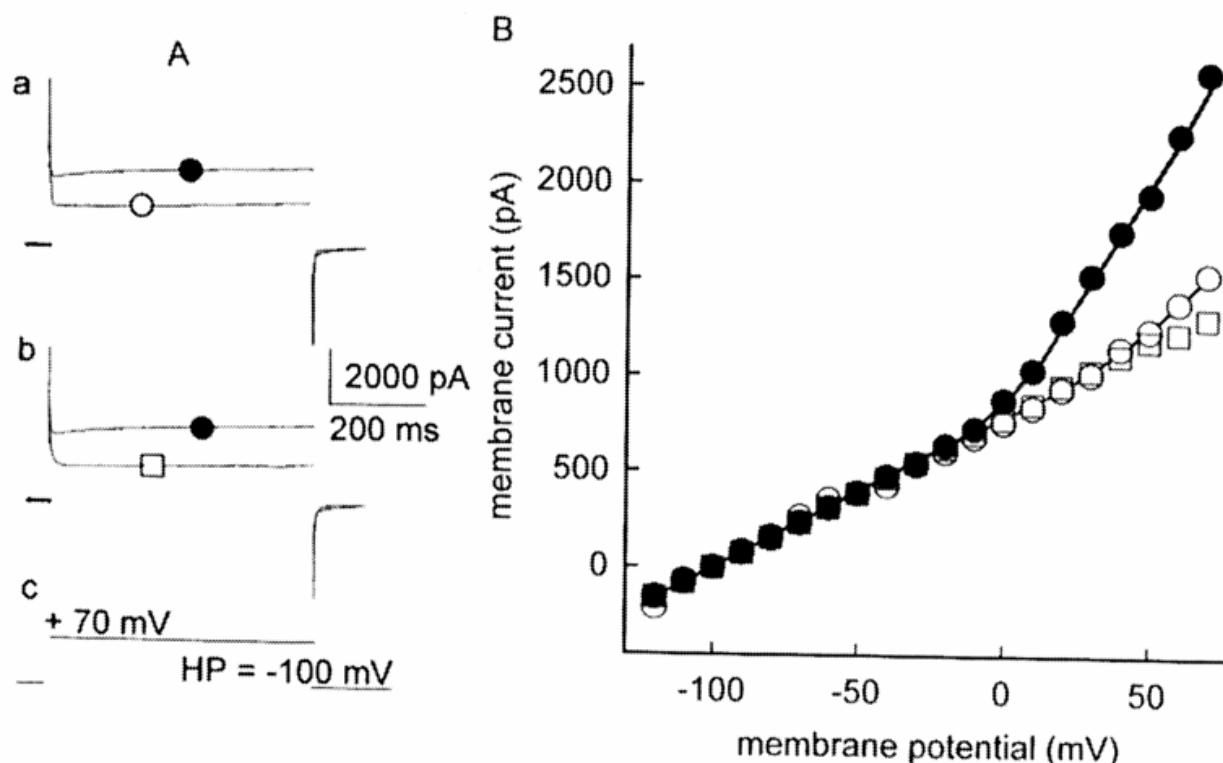 A
a
2000 pA
200 ms
b
c
+ 70 mV
HP = -100 mV
B
membrane current (pA)
2500
2000
1500
1000
500
0
-100
-50
0
50
membrane potential (mV)